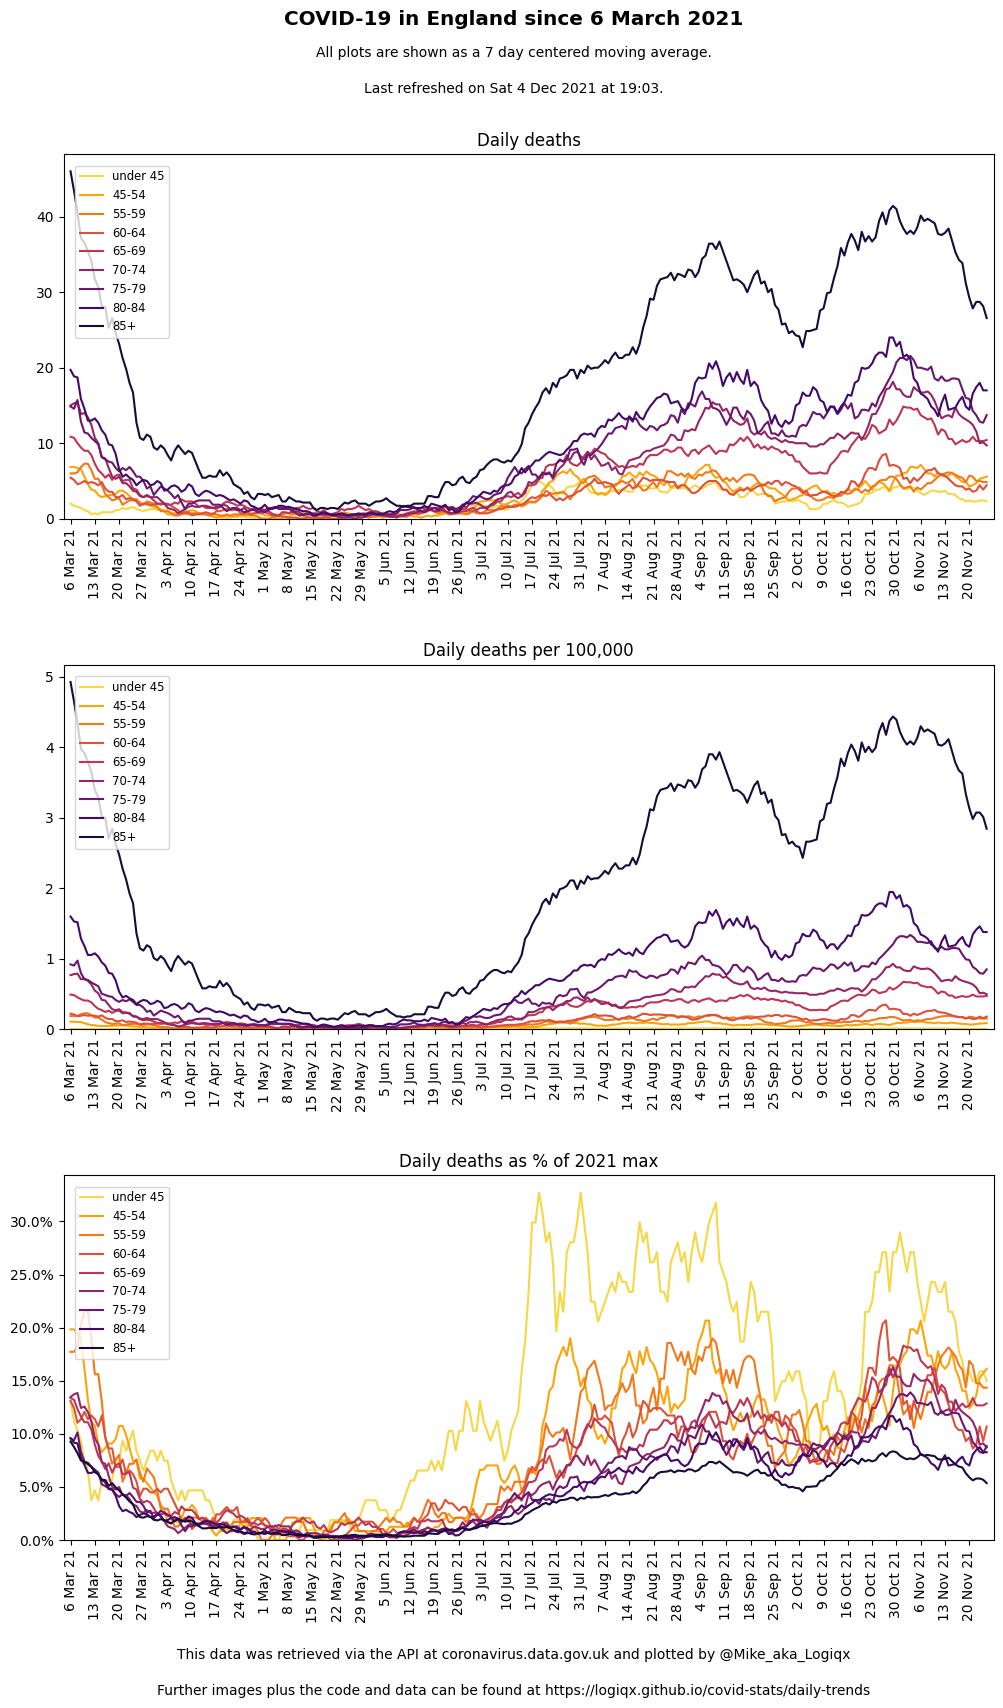 COVID-19 in England since 6 March 2021
All plots are shown as a 7 day centered moving average.
Last refreshed on Sat 4 Dec 2021 at 19:03.
Daily deaths
under 45
45-54
55-59
60-64
65-69
70-74
75-79
80-84
85+
40
30
20
10
0
6 Mar 21
13 Mar 21
20 Mar 21
27 Mar 21
3 Apr 21
10 Apr 21
17 Apr 21
24 Apr 21
1 May 21
8 May 21
15 May 21
22 May 21
29 May 21
5 Jun 21
12 Jun 21
19 Jun 21
26 Jun 21
3 Jul 21
10 Jul 21
17 Jul 21
24 Jul 21
31 Jul 21
7 Aug 21
14 Aug 21
21 Aug 21
28 Aug 21
4 Sep 21
11 Sep 21
18 Sep 21
25 Sep 21
2 Oct 21
9 Oct 21
16 Oct 21
23 Oct 21
30 Oct 21
6 Nov 21
13 Nov 21
20 Nov 21
Daily deaths per 100,000
under 45
45-54
55-59
60-64
65-69
70-74
75-79
80-84
85+
5
4
3
2
1
0
6 Mar 21
13 Mar 21
20 Mar 21
27 Mar 21
3 Apr 21
10 Apr 21
17 Apr 21
24 Apr 21
1 May 21
8 May 21
15 May 21
22 May 21
29 May 21
5 Jun 21
12 Jun 21
19 Jun 21
26 Jun 21
3 Jul 21
10 Jul 21
17 Jul 21
24 Jul 21
31 Jul 21
7 Aug 21
14 Aug 21
21 Aug 21
28 Aug 21
4 Sep 21
11 Sep 21
18 Sep 21
25 Sep 21
2 Oct 21
9 Oct 21
16 Oct 21
23 Oct 21
30 Oct 21
6 Nov 21
13 Nov 21
20 Nov 21
Daily deaths as % of 2021 max
under 45
45-54
55-59
60-64
65-69
70-74
75-79
80-84
85+
30.0%
25.0%
20.0%
15.0%
10.0%
5.0%
0.0%
6 Mar 21
13 Mar 21
20 Mar 21
27 Mar 21
3 Apr 21
10 Apr 21
17 Apr 21
24 Apr 21
1 May 21
8 May 21
15 May 21
22 May 21
29 May 21
5 Jun 21
12 Jun 21
19 Jun 21
26 Jun 21
3 Jul 21
10 Jul 21
17 Jul 21
24 Jul 21
31 Jul 21
7 Aug 21
14 Aug 21
21 Aug 21
28 Aug 21
4 Sep 21
11 Sep 21
18 Sep 21
25 Sep 21
2 Oct 21
9 Oct 21
16 Oct 21
23 Oct 21
30 Oct 21
6 Nov 21
13 Nov 21
20 Nov 21
This data was retrieved via the API at coronavirus.data.gov.uk and plotted by @Mike_aka_Logiqx
Further images plus the code and data can be found at https://logiqx.github.io/covid-stats/daily-trends